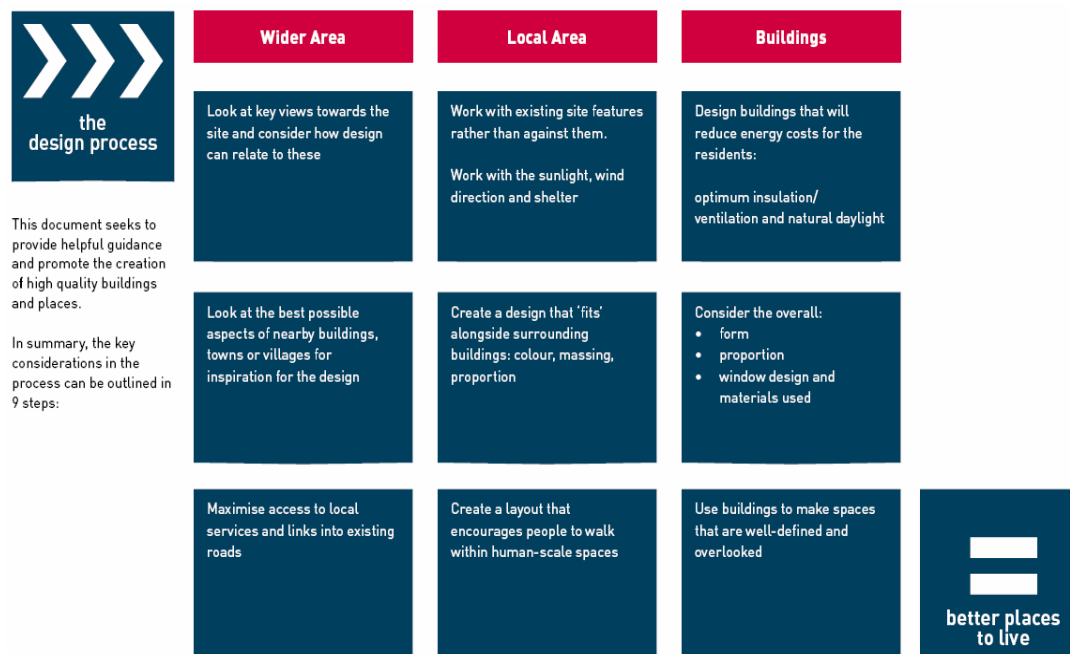 the
design process
This document seeks to
provide helpful guidance
and promote the creation
of high quality buildings
and places.
In summary, the key
considerations in the
process can be outlined in
9 steps:
Wider Area
Local Area
Buildings
Look at key views towards the
site and consider how design
can relate to these
Work with existing site features
rather than against them.
Work with the sunlight, wind
direction and shelter
Design buildings that will
reduce energy costs for the
residents:
optimum insulation/
ventilation and natural daylight
Look at the best possible
aspects of nearby buildings,
towns or villages for
inspiration for the design
Create a design that 'fits'
alongside surrounding
buildings: colour, massing,
proportion
Consider the overall:
• form
• proportion
• window design and
materials used
Maximise access to local
services and links into existing
roads
Create a layout that
encourages people to walk
within human-scale spaces
Use buildings to make spaces
that are well-defined and
overlooked
better places
to live